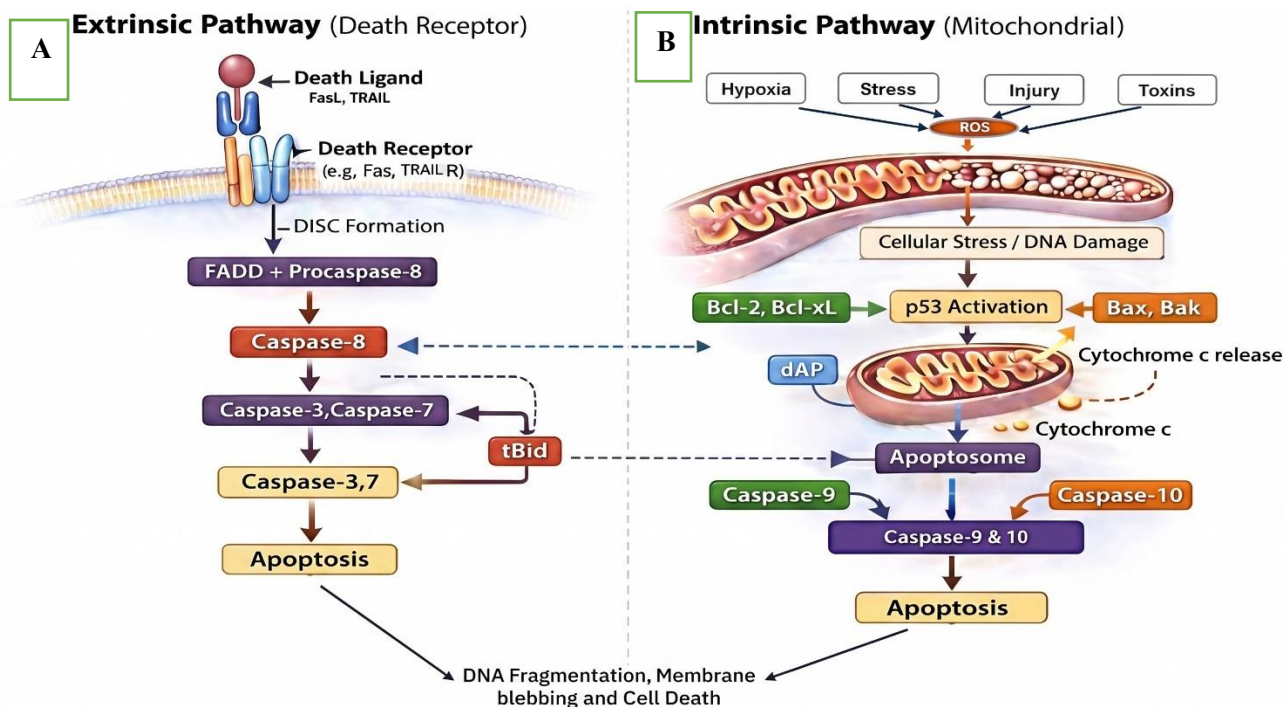 A
Extrinsic Pathway (Death Receptor)
Death Ligand
FasL, TRAIL
Death Receptor
(e.g, Fas, TRAIL R)
DISC Formation
FADD + Procaspase-8
Caspase-8
Caspase-3,Caspase-7
tBid
Caspase-3,7
Apoptosis
B
Intrinsic Pathway (Mitochondrial)
Hypoxia
Stress
Injury
Toxins
ROS
Cellular Stress / DNA Damage
Bcl-2, Bcl-xL
p53 Activation
Bax, Bak
Cytochrome c release
dAP
Cytochrome c
Apoptosome
Caspase-9
Caspase-10
Caspase-9 & 10
Apoptosis
DNA Fragmentation, Membrane
blebbing and Cell Death